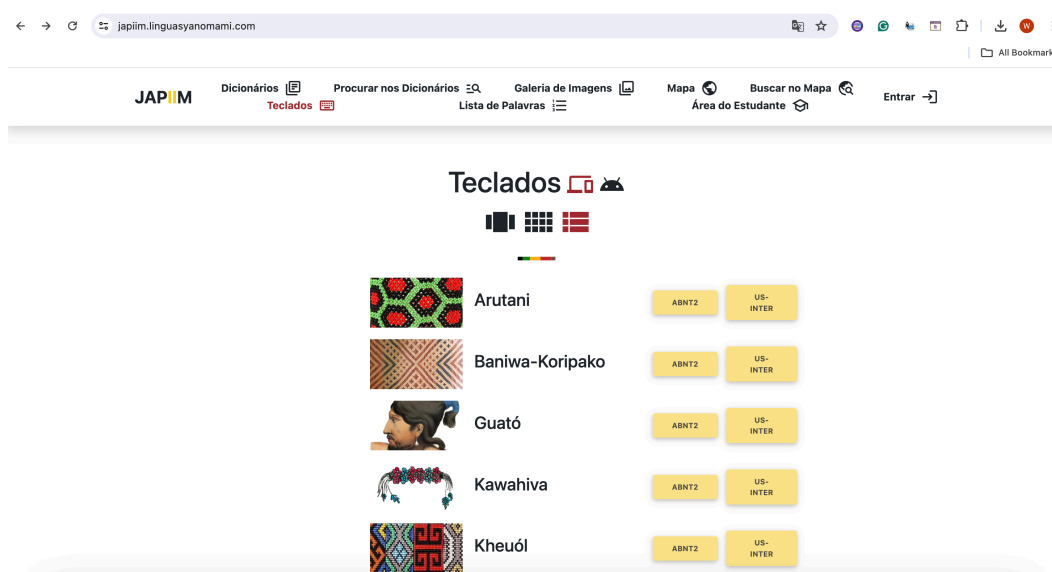 japiim.linguasyanomami.com
All Bookmark
JAPIIM
Dicionários Procurar nos Dicionários Galeria de Imagens Mapa Buscar no Mapa
Teclados Lista de Palavras Área do Estudante
Entrar
Teclados
Arutani ABNT2 US-
INTER
Baniwa-Koripako ABNT2 US-
INTER
Guató ABNT2 US-
INTER
Kawahiva ABNT2 US-
INTER
Kheuól ABNT2 US-
INTER